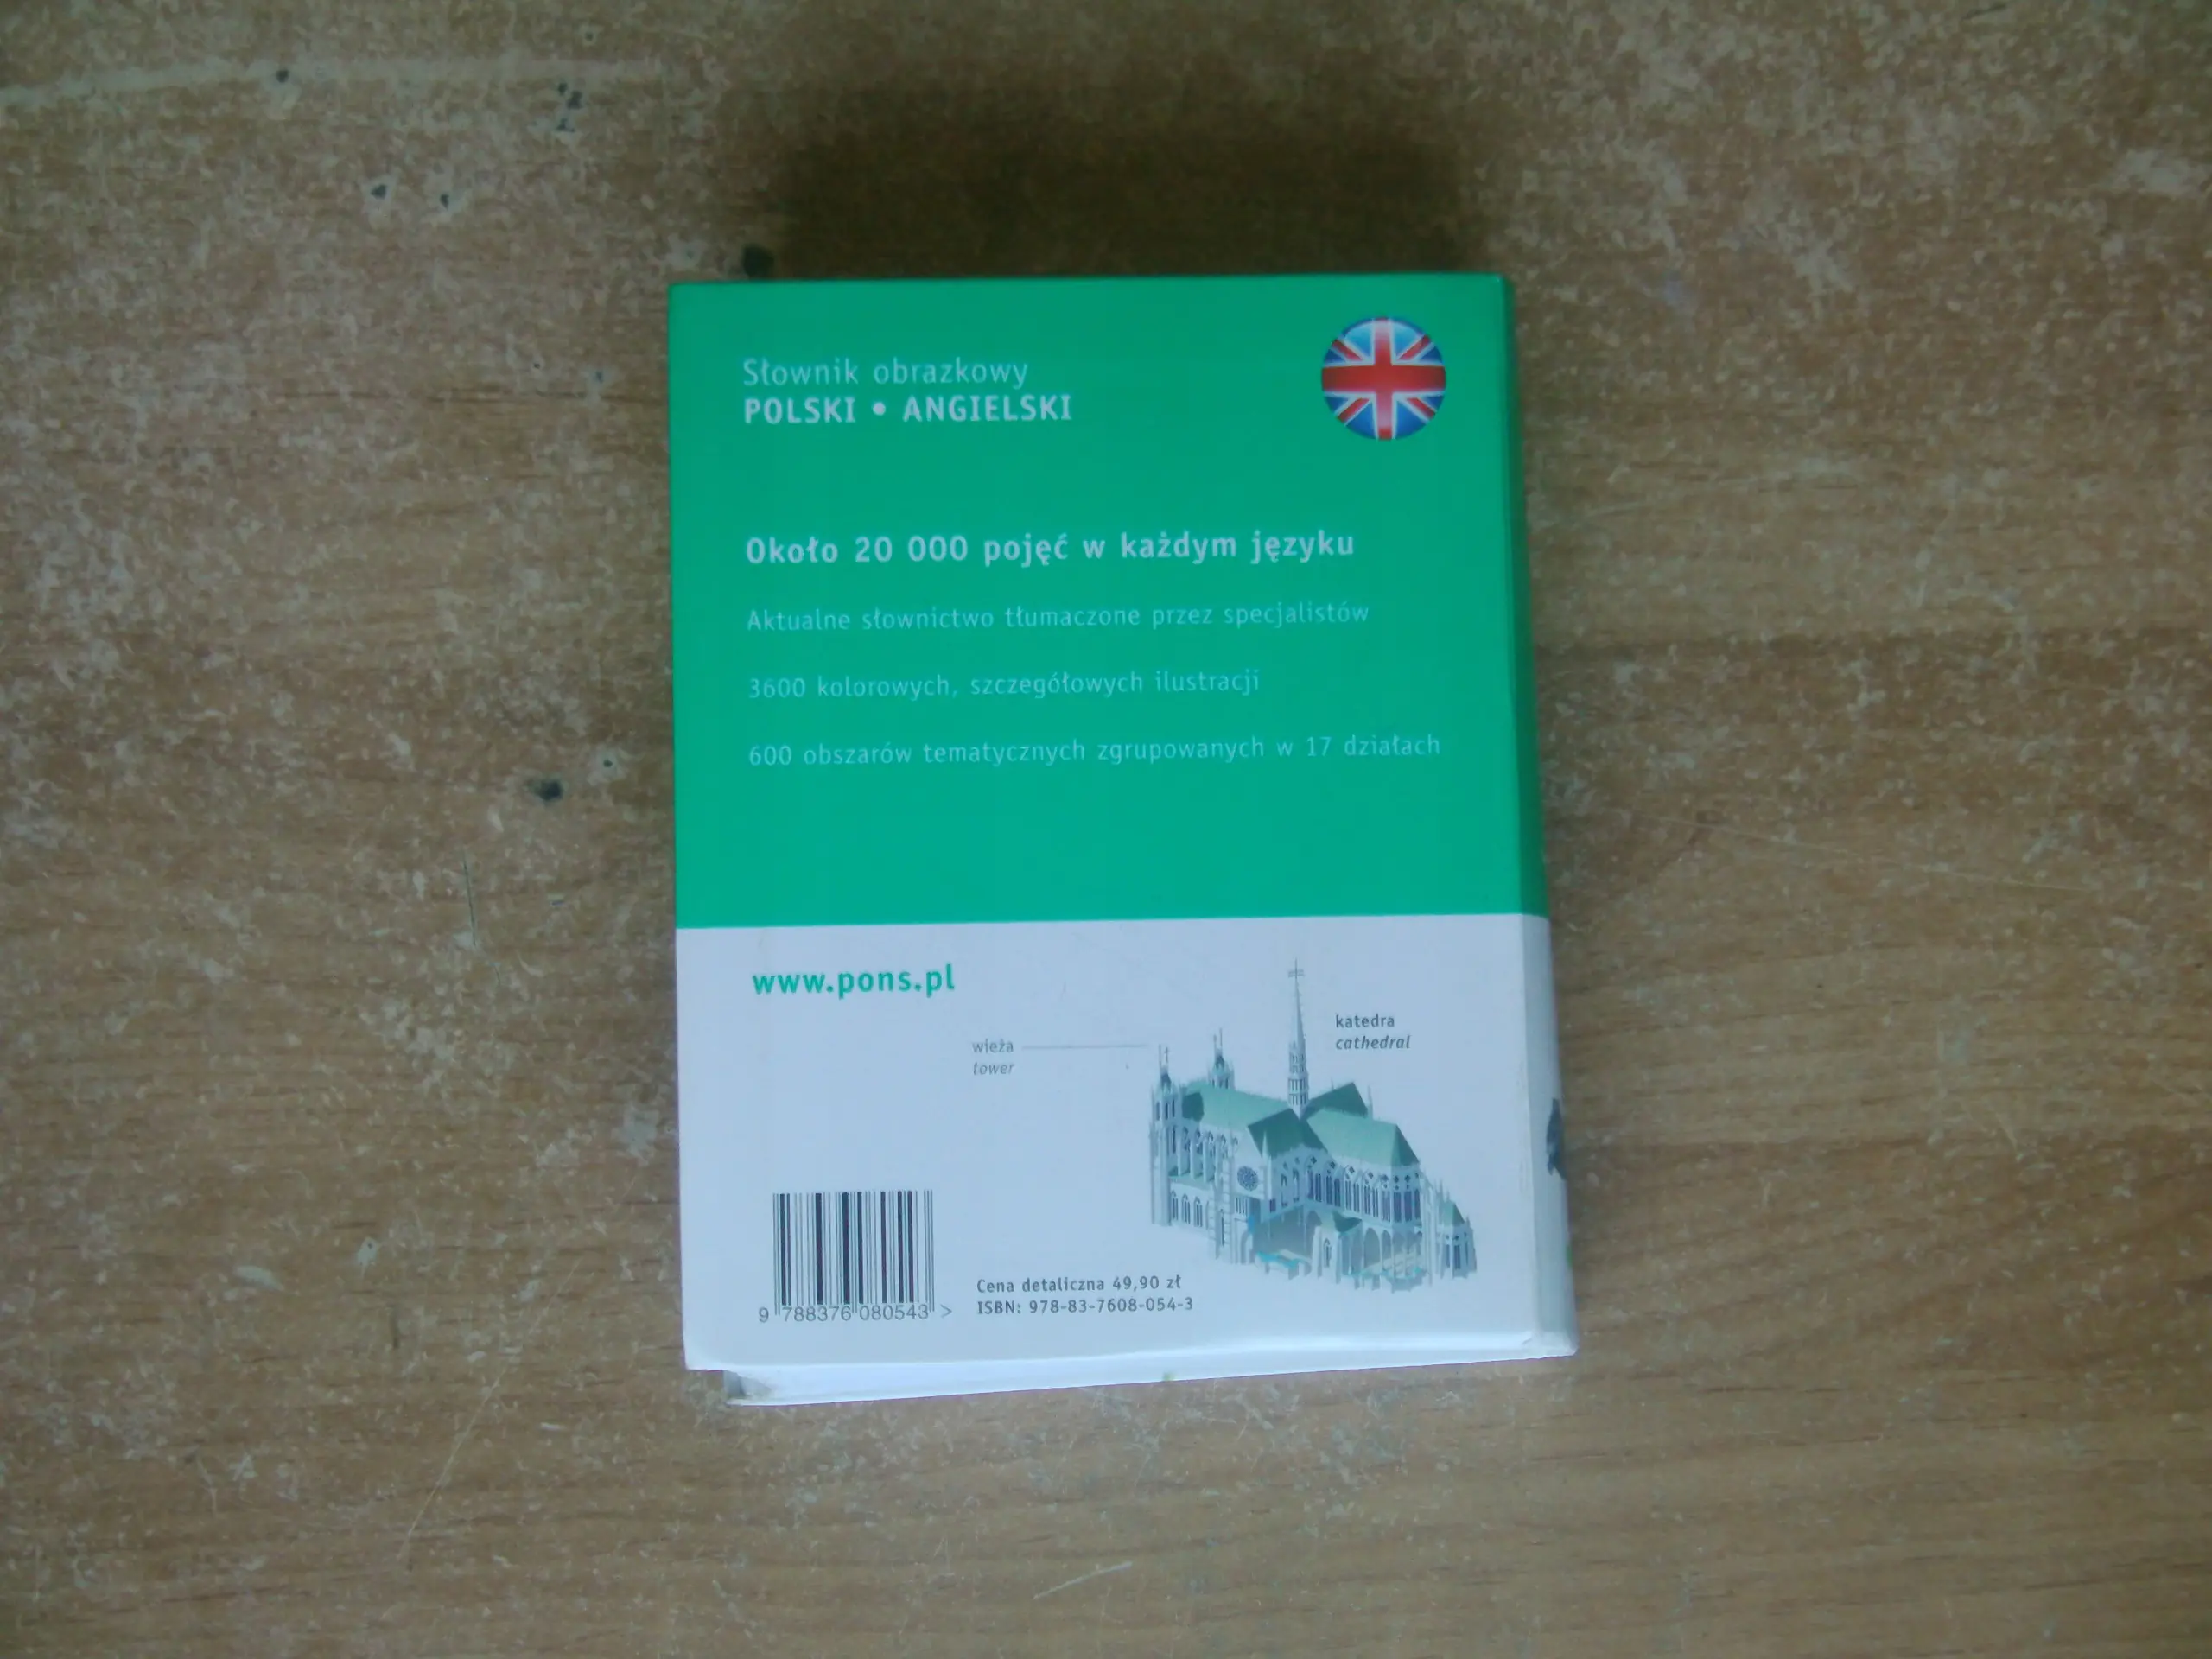 Słownik obrazkowy
POLSKI • ANGIELSKI
Około 20 000 pojęć w każdym języku
Aktualne słownictwo tłumaczone przez specjalistów
3600 kolorowych, szczegółowych ilustracji
600 obszarów tematycznych zgrupowanych w 17 działach
www.pons.pl
katedra
cathedral
wieża
tower
Cena detaliczna 49,90 zł
ISBN: 978-83-7608-054-3
9 788376 080543 >